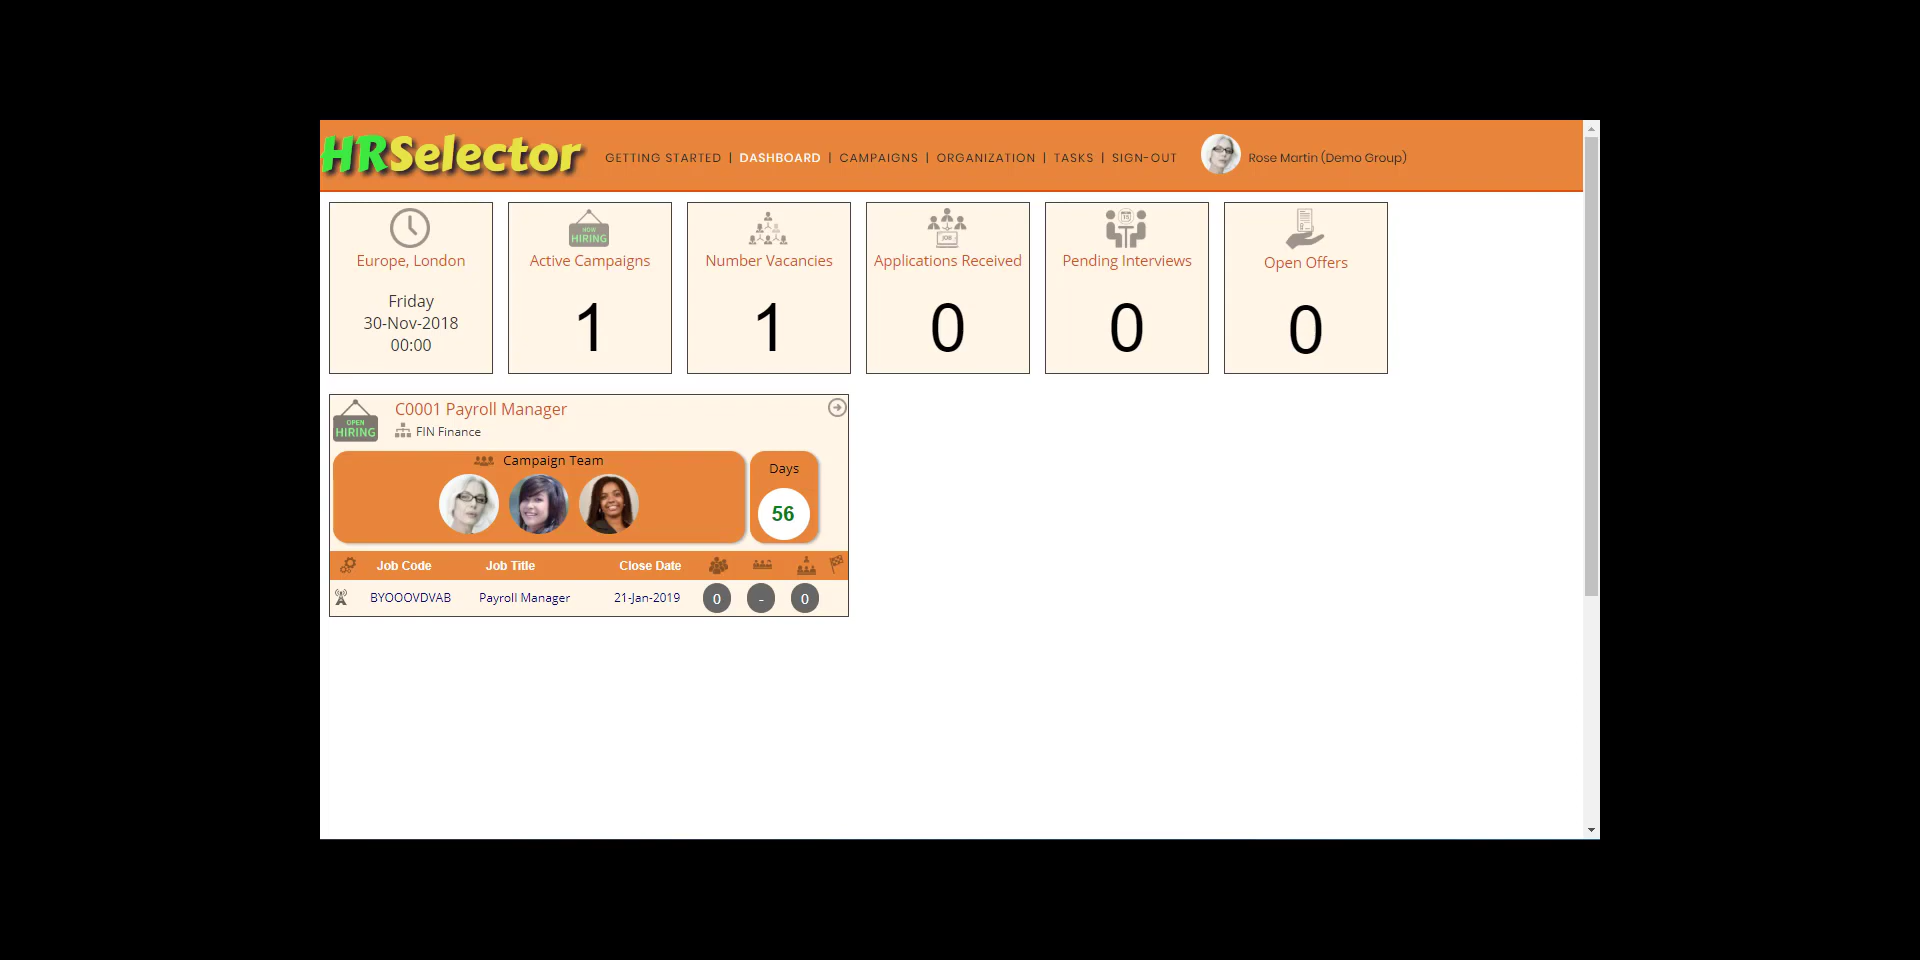 HRSelector
GETTING STARTED | DASHBOARD | CAMPAIGNS | ORGANIZATION | TASKS | SIGN-OUT
Rose Martin (Demo Group)
Europe, London
Friday
30-Nov-2018
00:00
NOW
HIRING
Active Campaigns
1
Number Vacancies
1
JOB
Applications Received
0
15
Pending Interviews
0
Open Offers
0
OPEN
HIRING
C0001 Payroll Manager
FIN Finance
Campaign Team
Days
56
Job Code Job Title Close Date
BYOOOVDVAB Payroll Manager 21-Jan-2019 0 - 0